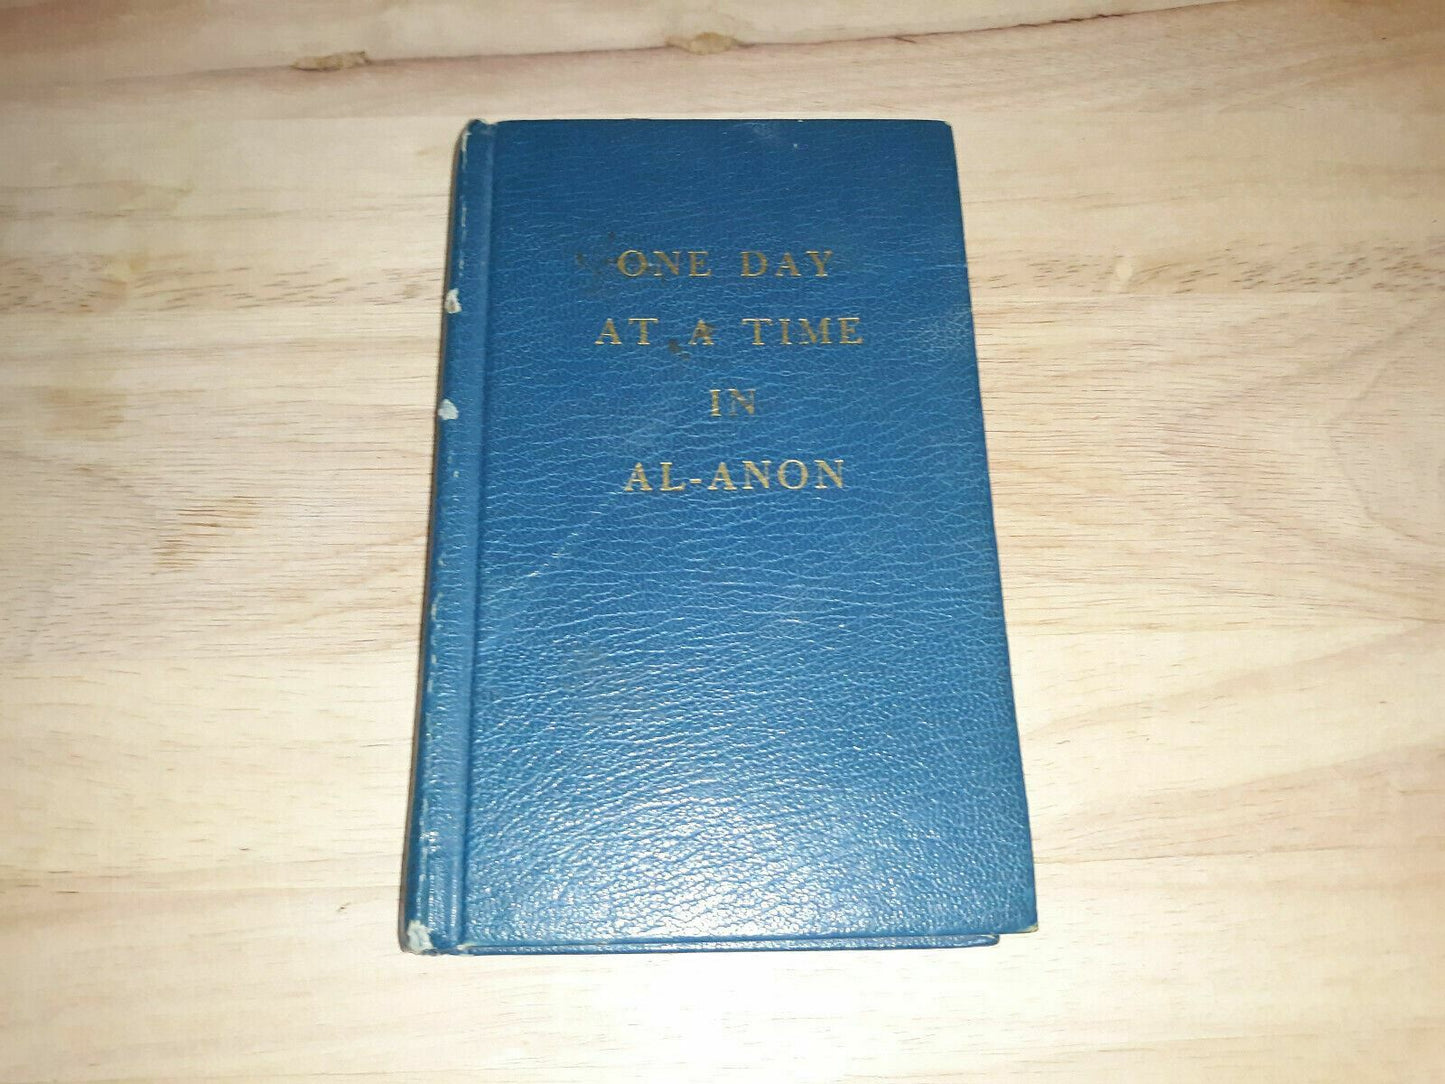 ONE DAY
AT A TIME
IN
AL-ANON